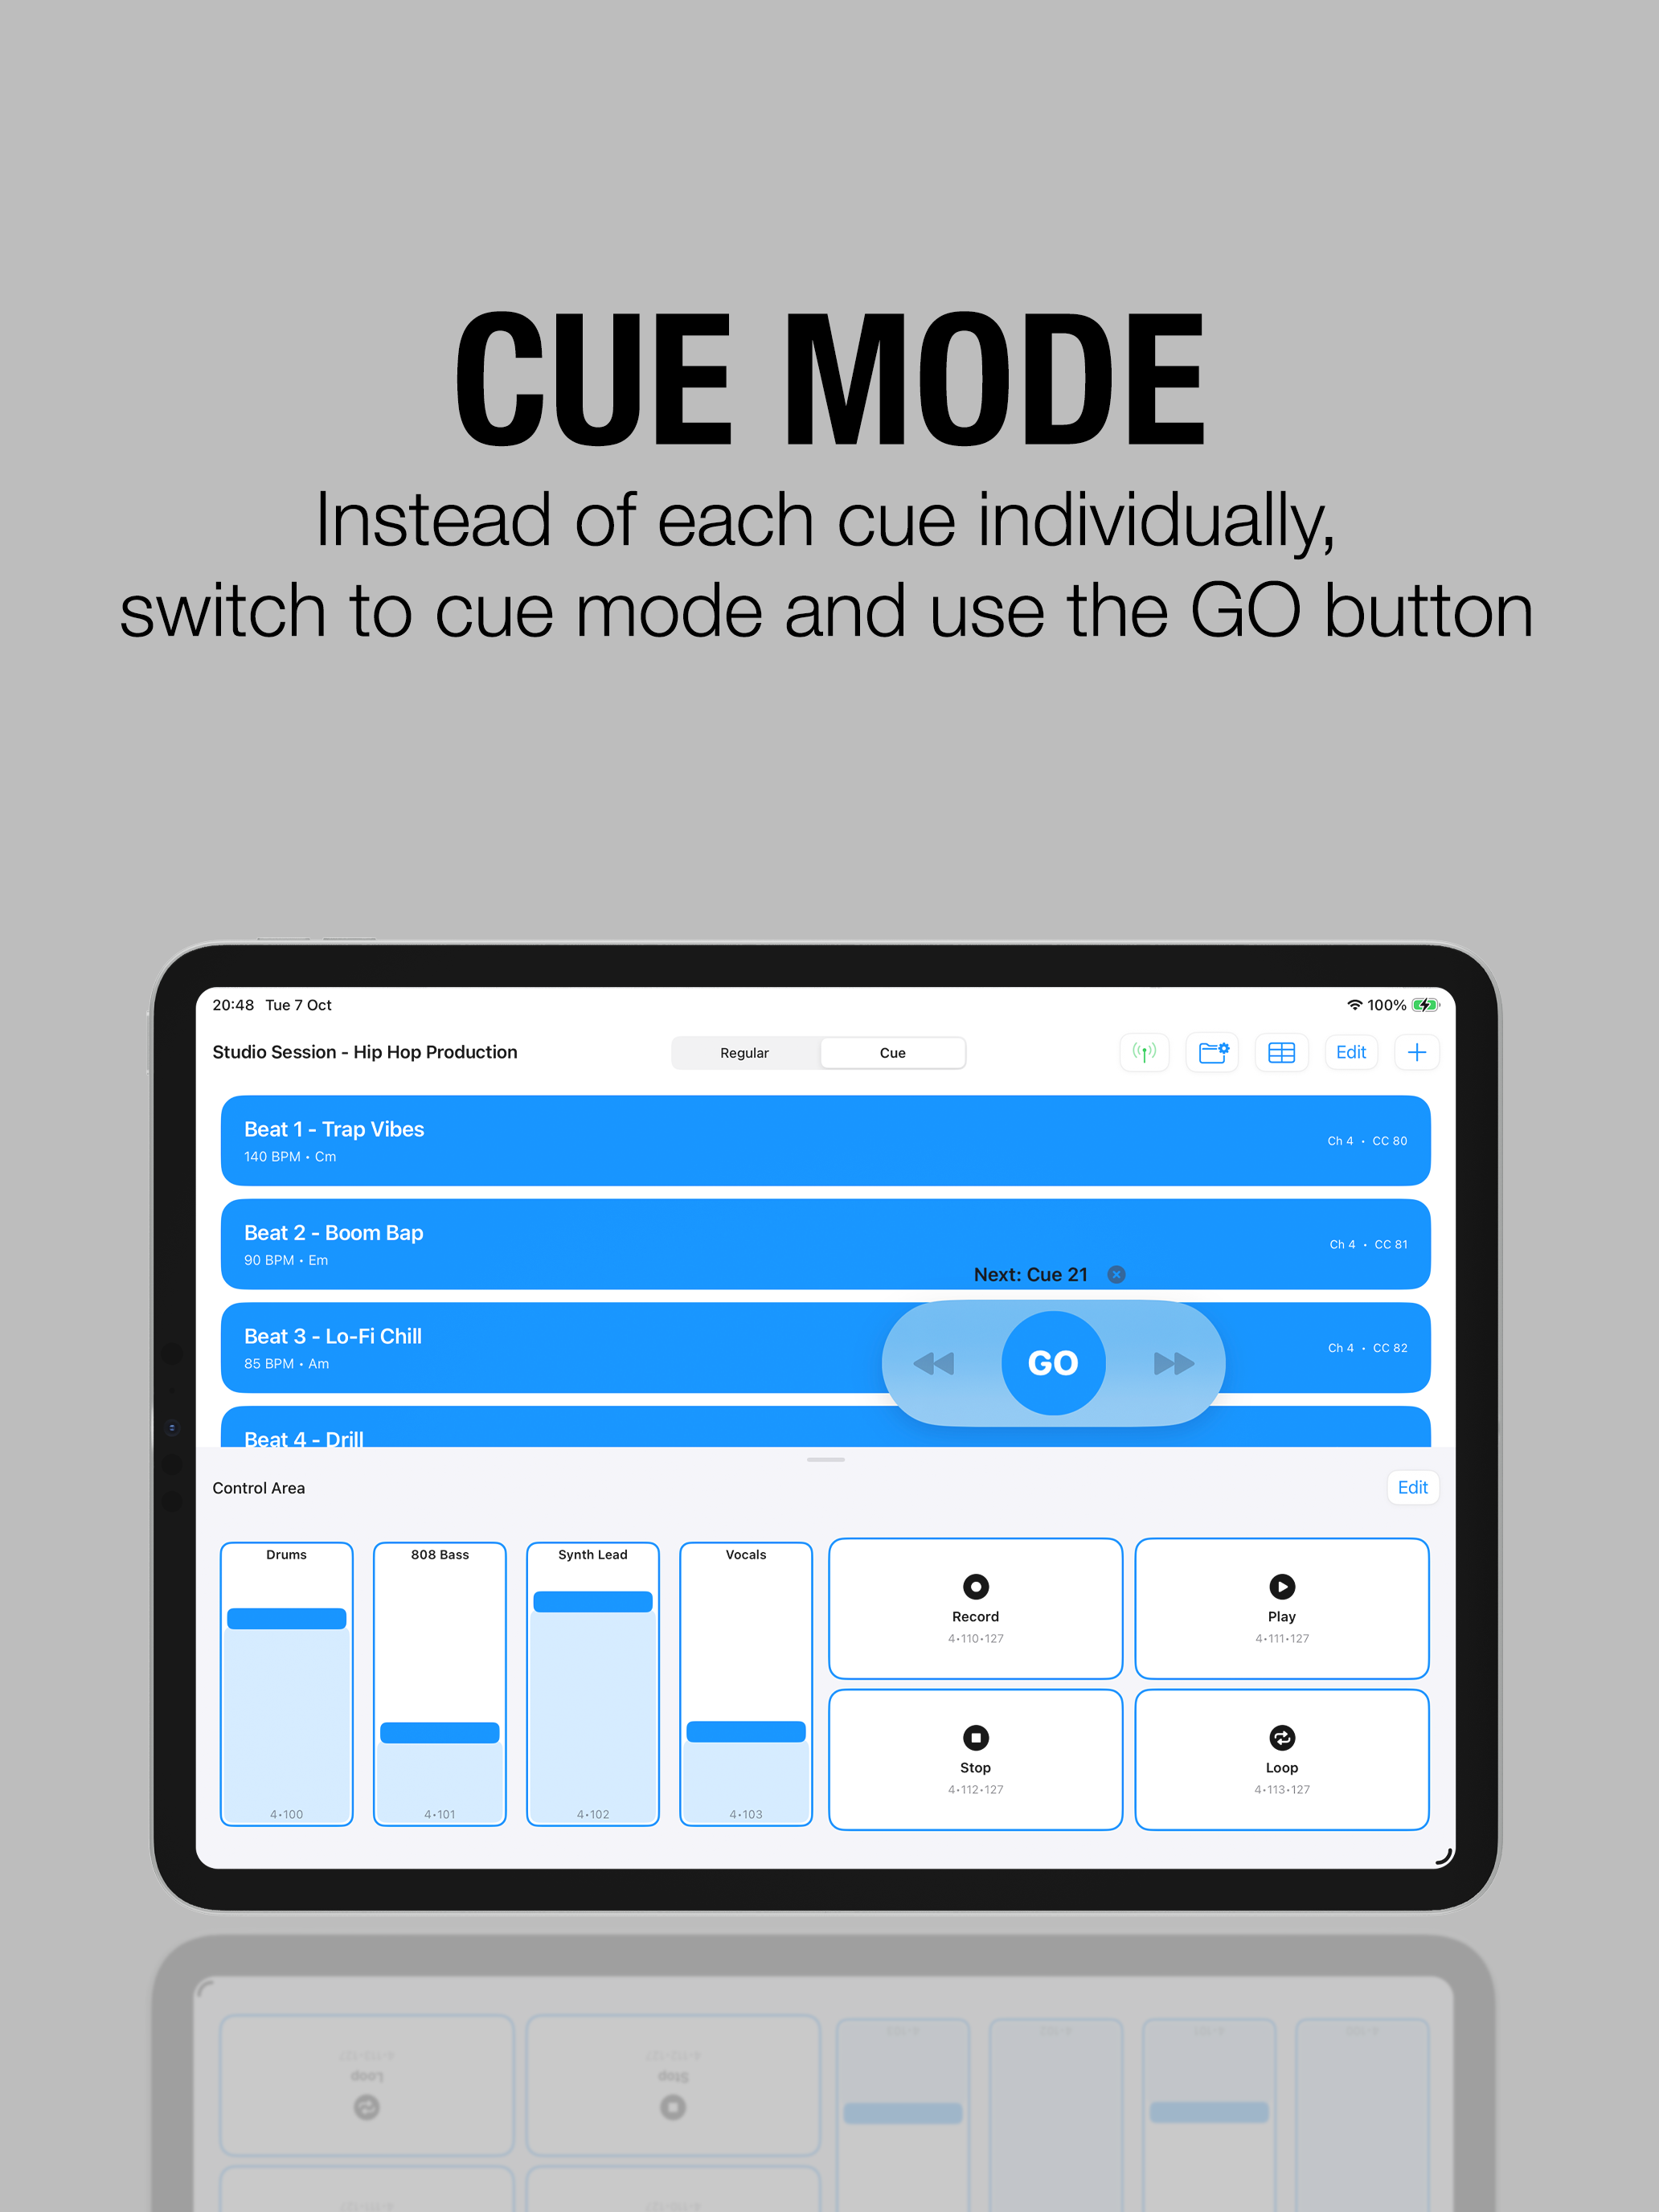 CUE MODE
Instead of each cue individually,
switch to cue mode and use the GO button
20:48 Tue 7 Oct
100%
Studio Session - Hip Hop Production
Regular
Cue
Edit
Beat 1 - Trap Vibes
140 BPM • Cm
Ch 4 • CC 80
Beat 2 - Boom Bap
90 BPM • Em
Ch 4 • CC 81
Next: Cue 21
Beat 3 - Lo-Fi Chill
85 BPM • Am
Ch 4 • CC 82
GO
Beat 4 - Drill
Control Area
Edit
Drums
4•100
808 Bass
4•101
Synth Lead
4•102
Vocals
4•103
Record
4•110•127
Play
4•111•127
Stop
4•112•127
Loop
4•113•127
Loop
Stop